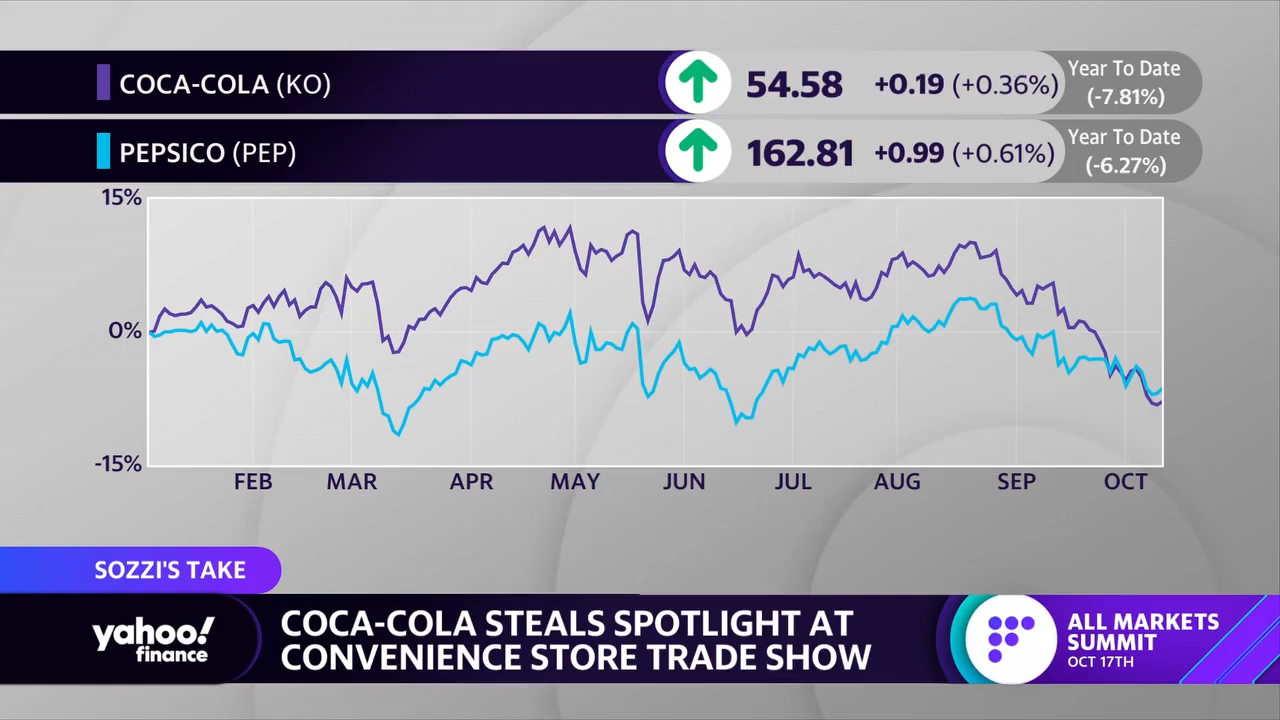 COCA-COLA (KO) 54.58 +0.19 (+0.36%) Year To Date (-7.81%)
PEPSICO (PEP) 162.81 +0.99 (+0.61%) Year To Date (-6.27%)
15%
0%
-15%
FEB MAR APR MAY JUN JUL AUG SEP OCT
SOZZI'S TAKE
yahoo!
finance
COCA-COLA STEALS SPOTLIGHT AT
CONVENIENCE STORE TRADE SHOW
ALL MARKETS
SUMMIT
OCT 17TH